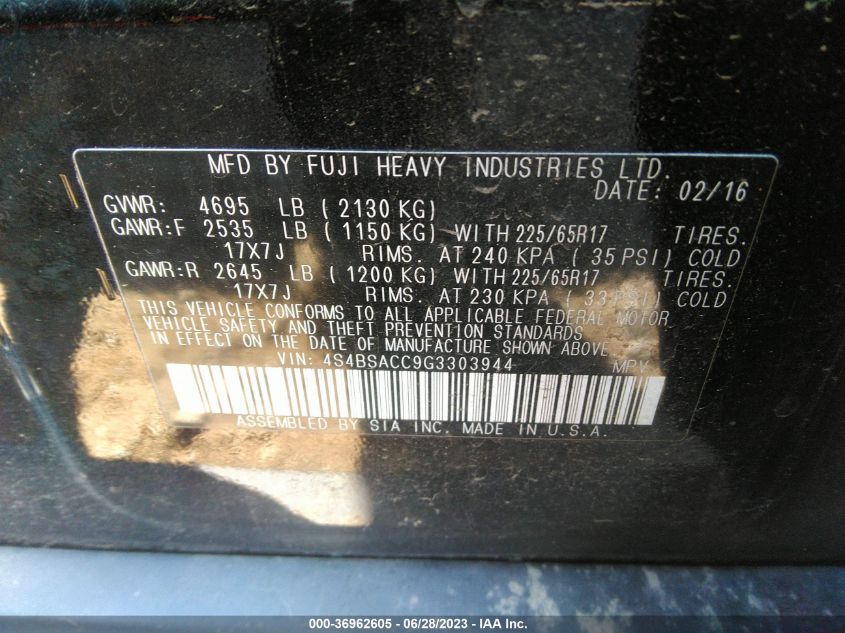 MFD BY FUJI HEAVY INDUSTRIES LTD.
DATE: 02/16
GVWR: 4695 LB ( 2130 KG)
GAWR:F 2535 LB ( 1150 KG) WITH 225/65R17 TIRES.
17X7J RIMS. AT 240 KPA ( 35 PSI) COLD
GAWR:R 2645 LB ( 1200 KG) WITH 225/65R17 TIRES.
17X7J RIMS. AT 230 KPA ( 33 PSI) COLD
THIS VEHICLE CONFORMS TO ALL APPLICABLE FEDERAL MOTOR
VEHICLE SAFETY AND THEFT PREVENTION STANDARDS
IN EFFECT ON THE DATE OF MANUFACTURE SHOWN ABOVE.
VIN: 4S4BSACC9G3303944 MPV
ASSEMBLED BY SIA INC. MADE IN U.S.A.
000-36962605 - 06/28/2023 - IAA Inc.